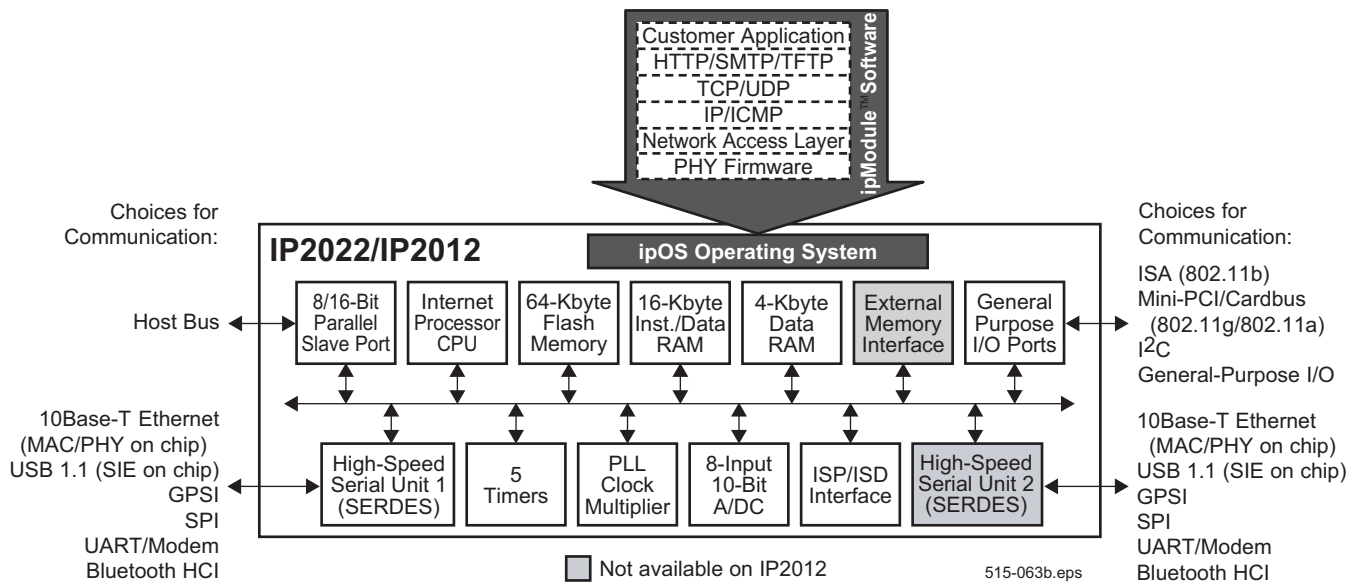 Customer Application
HTTP/SMTP/TFTP
TCP/UDP
IP/ICMP
Network Access Layer
PHY Firmware
ipModule™ Software
Choices for
Communication:
Host Bus
10Base-T Ethernet
(MAC/PHY on chip)
USB 1.1 (SIE on chip)
GPSI
SPI
UART/Modem
Bluetooth HCI
IP2022/IP2012
ipOS Operating System
8/16-Bit
Parallel
Slave Port
Internet
Processor
CPU
64-Kbyte
Flash
Memory
16-Kbyte
Inst./Data
RAM
4-Kbyte
Data
RAM
External
Memory
Interface
General
Purpose
I/O Ports
High-Speed
Serial Unit 1
(SERDES)
5
Timers
PLL
Clock
Multiplier
8-Input
10-Bit
A/DC
ISP/ISD
Interface
High-Speed
Serial Unit 2
(SERDES)
Choices for
Communication:
ISA (802.11b)
Mini-PCI/Cardbus
(802.11g/802.11a)
I²C
General-Purpose I/O
10Base-T Ethernet
(MAC/PHY on chip)
USB 1.1 (SIE on chip)
GPSI
SPI
UART/Modem
Bluetooth HCI
Not available on IP2012
515-063b.eps